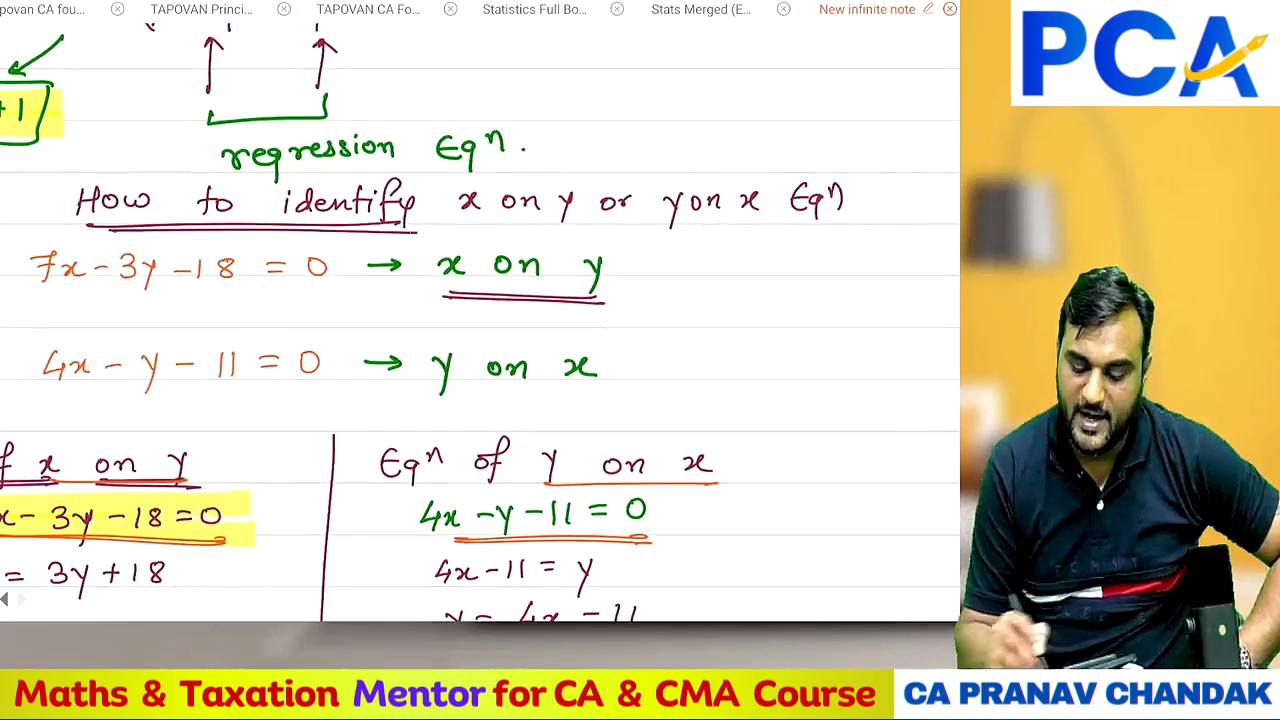 povan CA fou... TAPOVAN Princi... TAPOVAN CA Fo... Statistics Full Bo... Stats Merged (E... New infinite note
PCA
+1
regression Eqⁿ.
How to identify x on y or y on x Eqⁿ
7x - 3y - 18 = 0 → x on y
4x - y - 11 = 0 → y on x
f x on y
x - 3y - 18 = 0
= 3y + 18
Eqⁿ of y on x
4x - y - 11 = 0
4x - 11 = y
y = 4x - 11
Maths & Taxation Mentor for CA & CMA Course
CA PRANAV CHANDAK